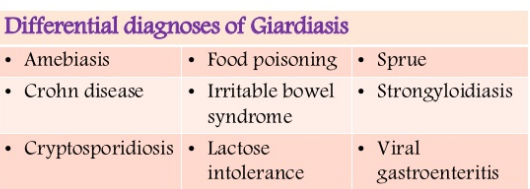 Differential diagnoses of Giardiasis
• Amebiasis
• Food poisoning
• Sprue
• Crohn disease
• Irritable bowel
syndrome
• Strongyloidiasis
• Cryptosporidiosis
• Lactose
intolerance
• Viral
gastroenteritis